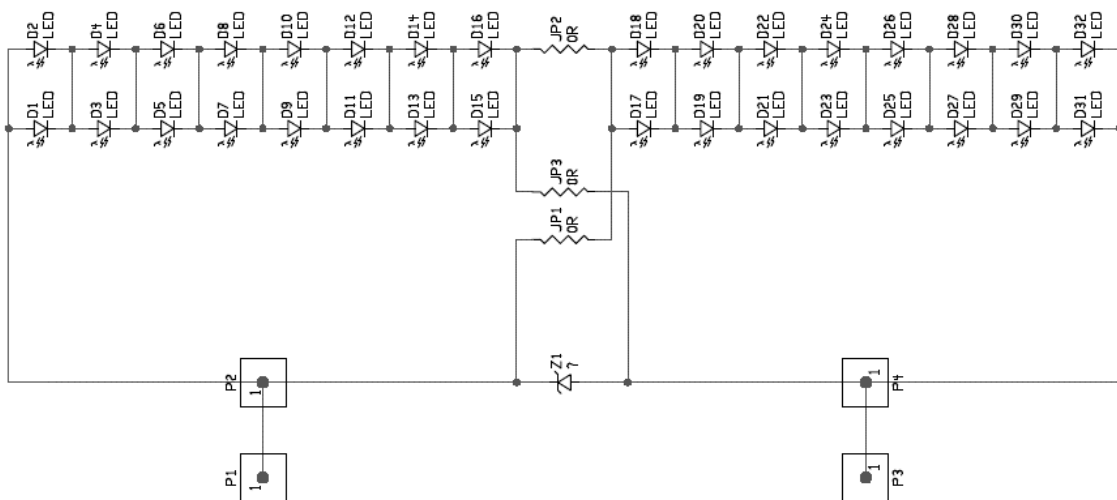 D2 LED
D4 LED
D6 LED
D8 LED
D10 LED
D12 LED
D14 LED
D16 LED
JP2 0R
D18 LED
D20 LED
D22 LED
D24 LED
D26 LED
D28 LED
D30 LED
D32 LED
D1 LED
D3 LED
D5 LED
D7 LED
D9 LED
D11 LED
D13 LED
D15 LED
D17 LED
D19 LED
D21 LED
D23 LED
D25 LED
D27 LED
D29 LED
D31 LED
JP3 0R
JP1 0R
P2 1
Z1 ?
1 P4
P1 1
1 P3